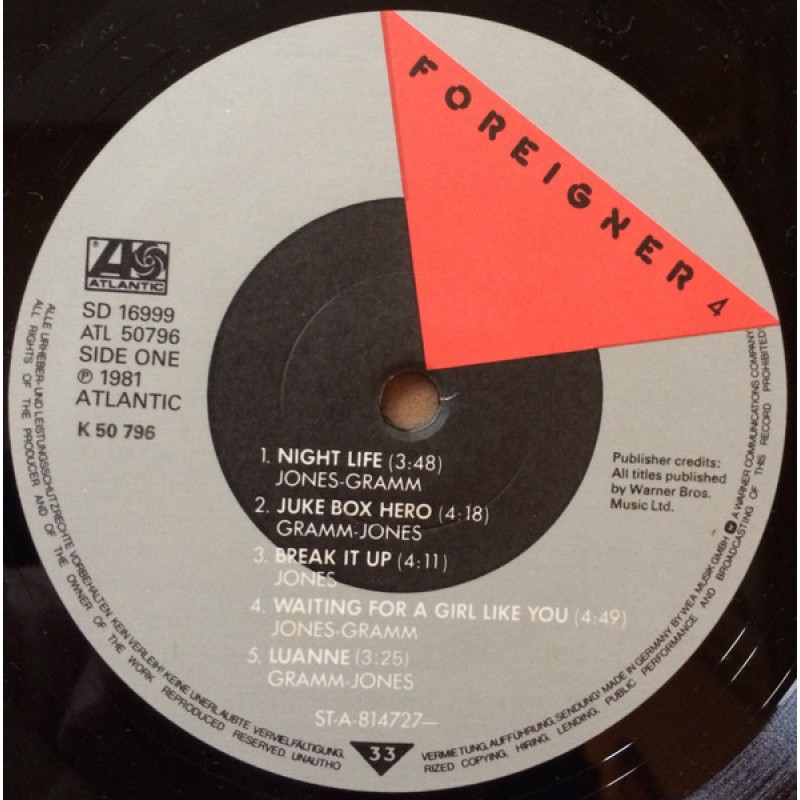 FOREIGNER 4
ATLANTIC
SD 16999
ATL 50796
SIDE ONE
℗ 1981
ATLANTIC
K 50 796
1. NIGHT LIFE (3:48)
JONES-GRAMM
2. JUKE BOX HERO (4:18)
GRAMM-JONES
3. BREAK IT UP (4:11)
JONES
4. WAITING FOR A GIRL LIKE YOU (4:49)
JONES-GRAMM
5. LUANNE (3:25)
GRAMM-JONES
ST-A-814727—
Publisher credits:
All titles published
by Warner Bros.
Music Ltd.
33
ALLE URHEBER- UND LEISTUNGSSCHUTZRECHTE VORBEHALTEN. KEIN VERLEIH! KEINE UNERLAUBTE VERVIELFÄLTIGUNG, VERMIETUNG, AUFFÜHRUNG, SENDUNG! MADE IN GERMANY BY WEA MUSIK GMBH A WARNER COMMUNICATIONS COMPANY
ALL RIGHTS OF THE PRODUCER AND OF THE OWNER OF THE WORK REPRODUCED RESERVED. UNAUTHORIZED COPYING, HIRING, LENDING, PUBLIC PERFORMANCE AND BROADCASTING OF THIS RECORD PROHIBITED!